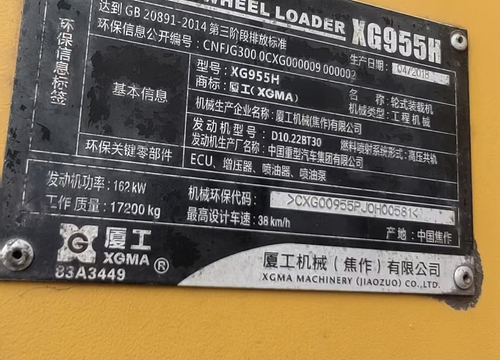 WHEEL LOADER XG955H
达到 GB 20891-2014 第三阶段排放标准
环保信息公开编号：CNFJG300 0CXG000009 000002 生产日期： 04/2018
环保信息标签
基本信息
型号：XG955H 名称：轮式装载机
商标：厦工(XGMA) 机械类型：工程机械
机械生产企业名称：厦工机械(焦作)有限公司
发动机型号：D10.22BT30 燃料喷射系统形式：高压共轨
发动机生产厂名称：中国重型汽车集团有限公司
环保关键零部件 ECU、增压器、喷油器、喷油泵
发动机功率：162 kW 机械环保代码： >CXG00955PJ0H00581<
工作质量：17200 kg 最高设计车速：38 km/h 产地：中国焦作
厦工
XGMA ®
83A3449
厦工机械（焦作）有限公司
XGMA MACHINERY (JIAOZUO) CO.,LTD.